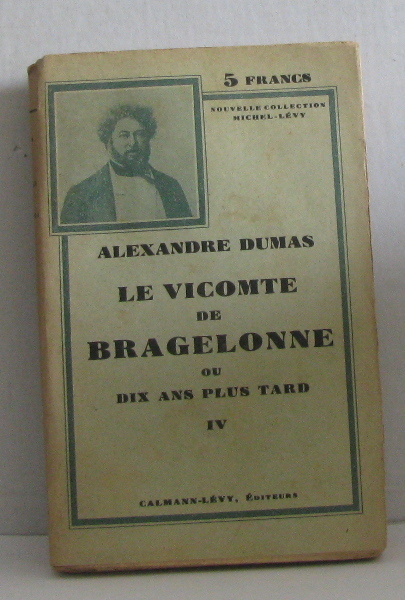 5 FRANCS
NOUVELLE COLLECTION
MICHEL-LÉVY
ALEXANDRE DUMAS
LE VICOMTE
DE
BRAGELONNE
OU
DIX ANS PLUS TARD
IV
CALMANN-LÉVY, ÉDITEURS